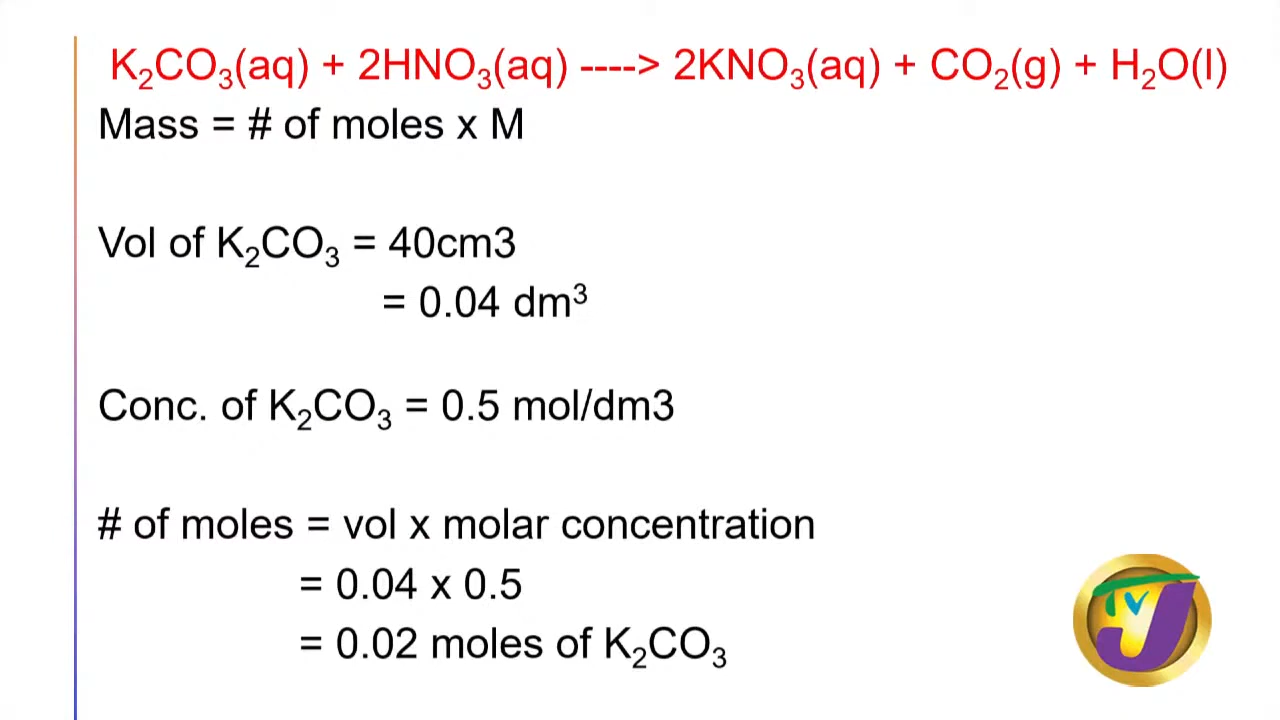 K₂CO₃(aq) + 2HNO₃(aq) ----> 2KNO₃(aq) + CO₂(g) + H₂O(l)
Mass = # of moles x M
Vol of K₂CO₃ = 40cm3
= 0.04 dm³
Conc. of K₂CO₃ = 0.5 mol/dm3
# of moles = vol x molar concentration
= 0.04 x 0.5
= 0.02 moles of K₂CO₃
TVJ